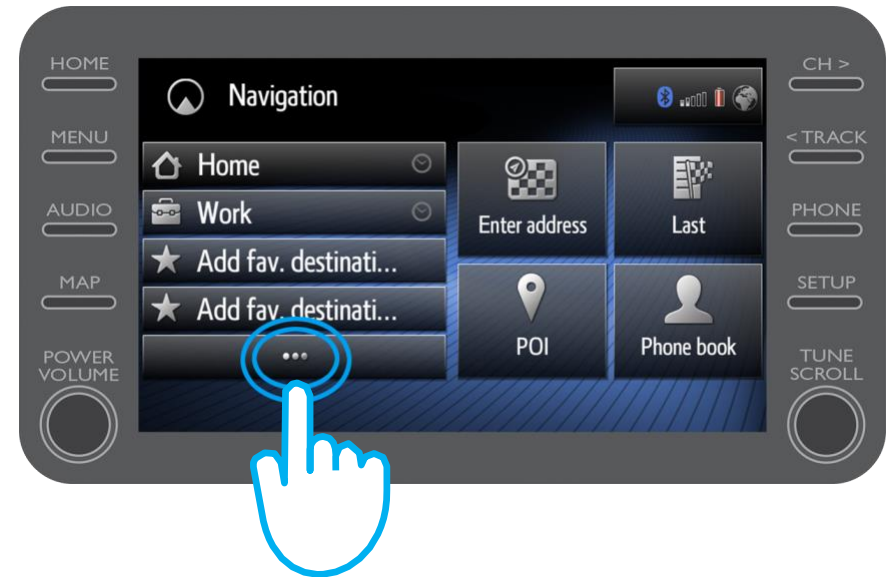 HOME
MENU
AUDIO
MAP
POWER
VOLUME
Navigation
Home
Work
Add fav. destinati...
Add fav. destinati...
...
Enter address
Last
POI
Phone book
CH >
< TRACK
PHONE
SETUP
TUNE
SCROLL